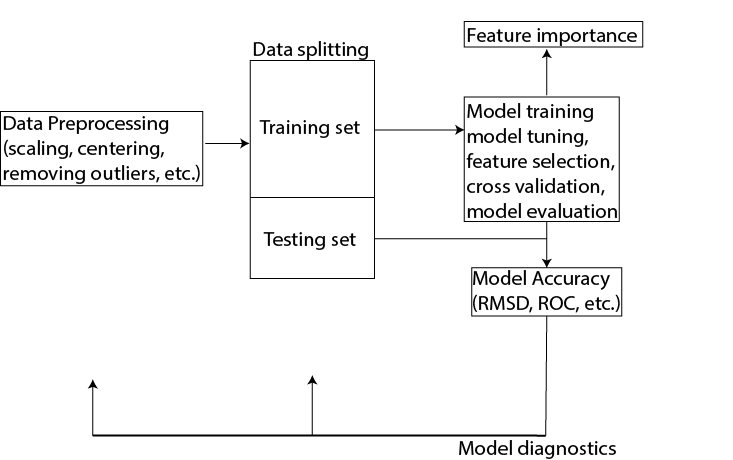 Feature importance
Data splitting
Data Preprocessing
(scaling, centering,
removing outliers, etc.)
Training set
Testing set
Model training
model tuning,
feature selection,
cross validation,
model evaluation
Model Accuracy
(RMSD, ROC, etc.)
Model diagnostics